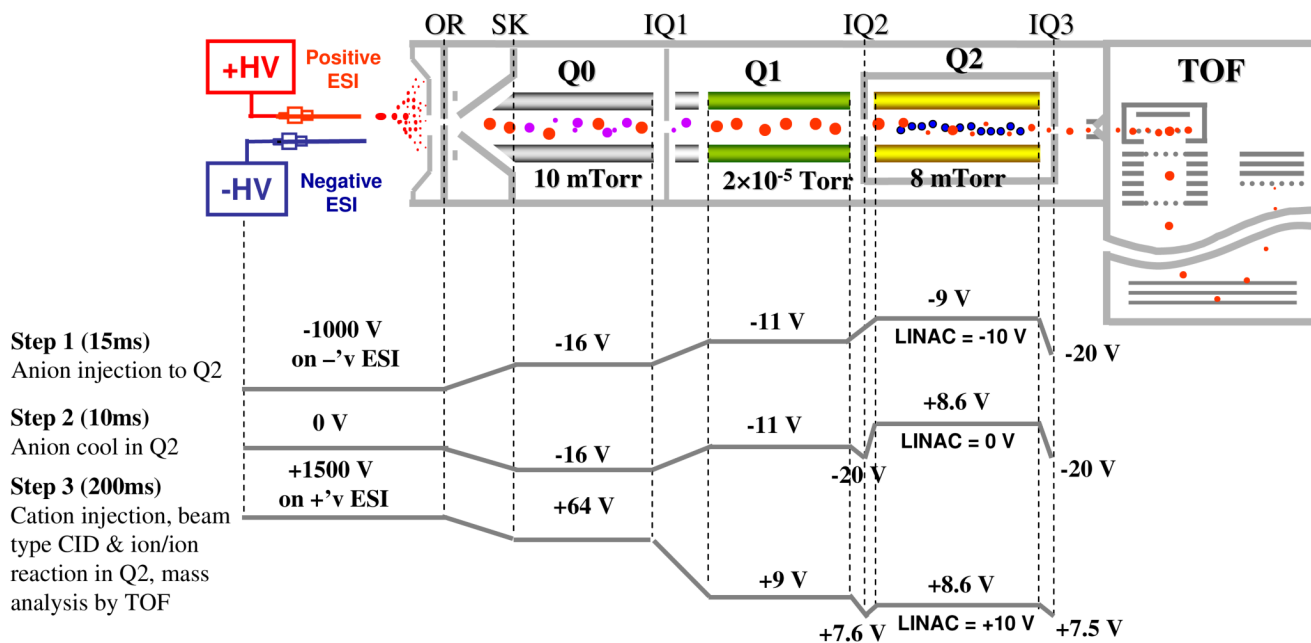 OR SK IQ1 IQ2 IQ3
+HV
Positive
ESI
Q0 Q1 Q2 TOF
-HV
Negative
ESI
10 mTorr 2×10⁻⁵ Torr 8 mTorr
Step 1 (15ms)
Anion injection to Q2
-1000 V
on –’v ESI
-16 V
-11 V
-9 V
LINAC = -10 V
-20 V
Step 2 (10ms)
Anion cool in Q2
0 V
-16 V
-11 V
-20 V
+8.6 V
LINAC = 0 V
-20 V
Step 3 (200ms)
Cation injection, beam
type CID & ion/ion
reaction in Q2, mass
analysis by TOF
+1500 V
on +’v ESI
+64 V
+9 V
+7.6 V
+8.6 V
LINAC = +10 V
+7.5 V